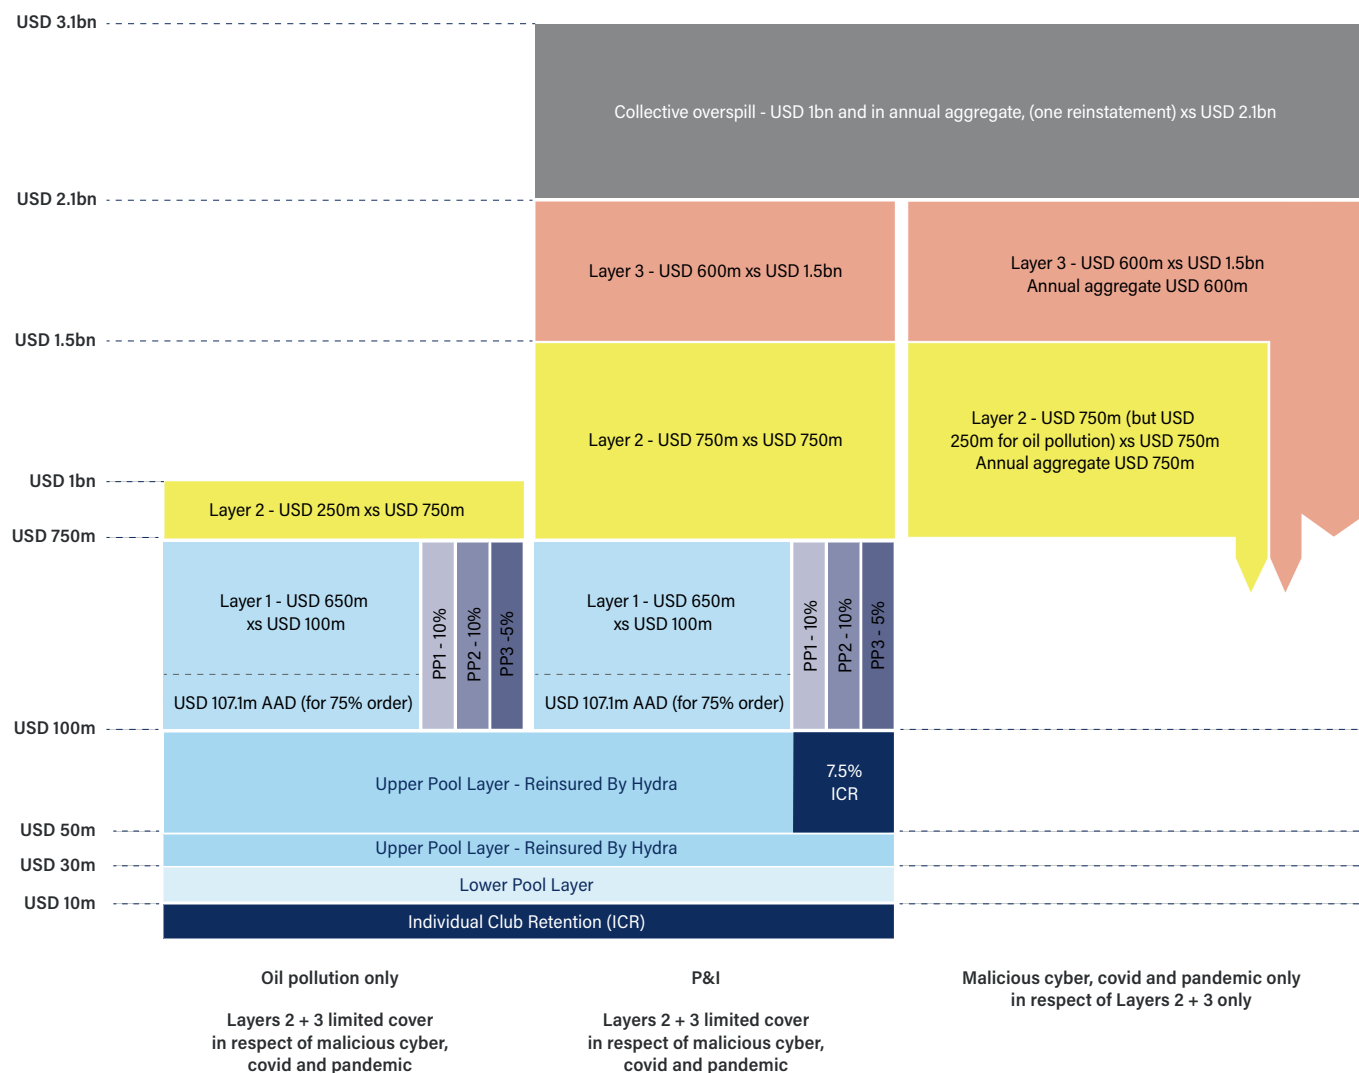 USD 3.1bn
Collective overspill - USD 1bn and in annual aggregate, (one reinstatement) xs USD 2.1bn
USD 2.1bn
Layer 3 - USD 600m xs USD 1.5bn
Layer 3 - USD 600m xs USD 1.5bn
Annual aggregate USD 600m
USD 1.5bn
Layer 2 - USD 750m xs USD 750m
Layer 2 - USD 750m (but USD
250m for oil pollution) xs USD 750m
Annual aggregate USD 750m
USD 1bn
Layer 2 - USD 250m xs USD 750m
USD 750m
Layer 1 - USD 650m
xs USD 100m
USD 107.1m AAD (for 75% order)
PP1 - 10%
PP2 - 10%
PP3 -5%
Layer 1 - USD 650m
xs USD 100m
USD 107.1m AAD (for 75% order)
PP1 - 10%
PP2 - 10%
PP3 - 5%
USD 100m
Upper Pool Layer - Reinsured By Hydra
7.5%
ICR
USD 50m
Upper Pool Layer - Reinsured By Hydra
USD 30m
Lower Pool Layer
USD 10m
Individual Club Retention (ICR)
Oil pollution only
Layers 2 + 3 limited cover
in respect of malicious cyber,
covid and pandemic
P&I
Layers 2 + 3 limited cover
in respect of malicious cyber,
covid and pandemic
Malicious cyber, covid and pandemic only
in respect of Layers 2 + 3 only